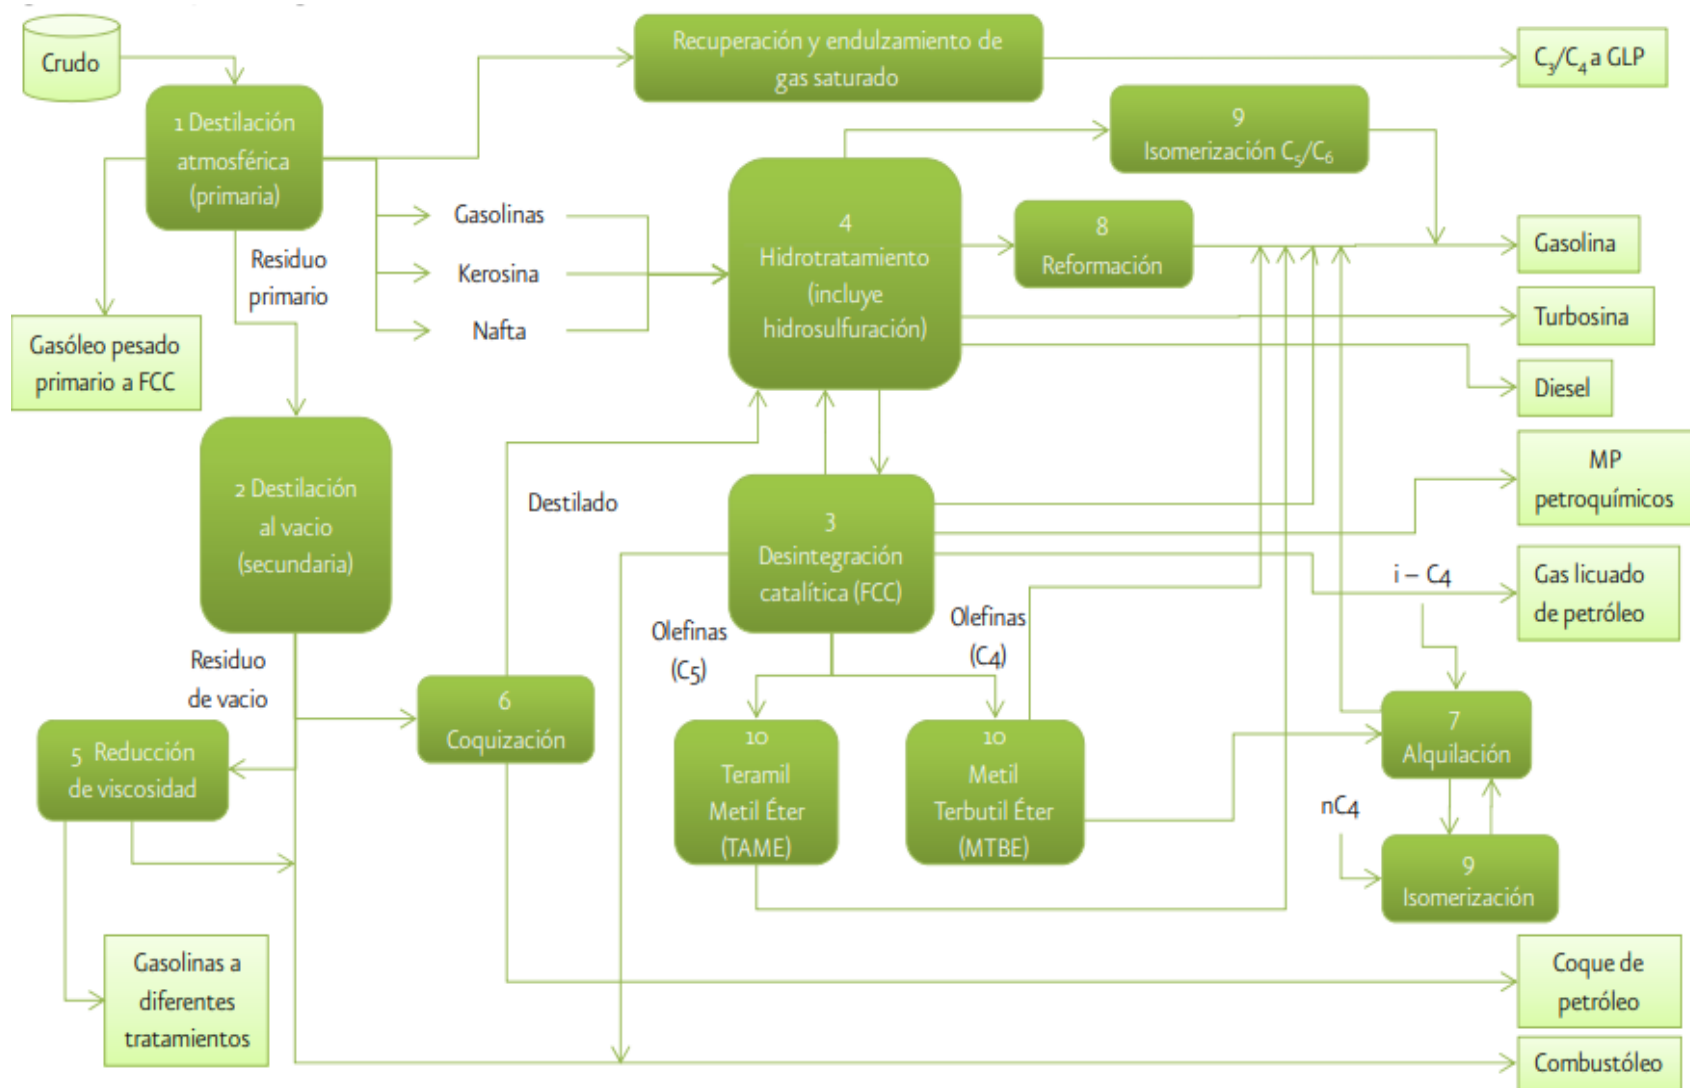 Crudo
Recuperación y endulzamiento de
gas saturado
C3/C4 a GLP
1 Destilación
atmosférica
(primaria)
9
Isomerización C5/C6
Gasolinas
Kerosina
Nafta
4
Hidrotratamiento
(incluye
hidrosulfuración)
8
Reformación
Gasolina
Turbosina
Diesel
Residuo
primario
Gasóleo pesado
primario a FCC
2 Destilación
al vacio
(secundaria)
Destilado
3
Desintegración
catalítica (FCC)
MP
petroquímicos
i – C4
Gas licuado
de petróleo
Olefinas
(C5)
Olefinas
(C4)
Residuo
de vacio
6
Coquización
5 Reducción
de viscosidad
10
Teramil
Metil Éter
(TAME)
10
Metil
Terbutil Éter
(MTBE)
7
Alquilación
nC4
9
Isomerización
Gasolinas a
diferentes
tratamientos
Coque de
petróleo
Combustóleo